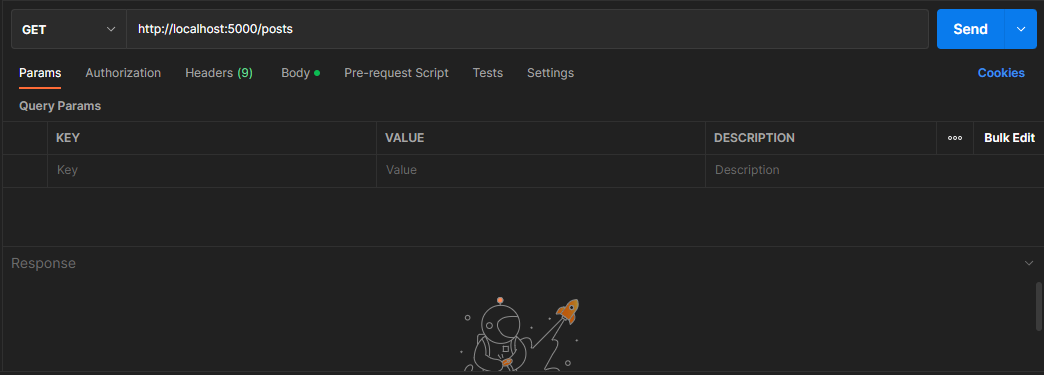 GET http://localhost:5000/posts Send
Params Authorization Headers (9) Body Pre-request Script Tests Settings Cookies
Query Params
KEY VALUE DESCRIPTION Bulk Edit
Key Value Description
Response